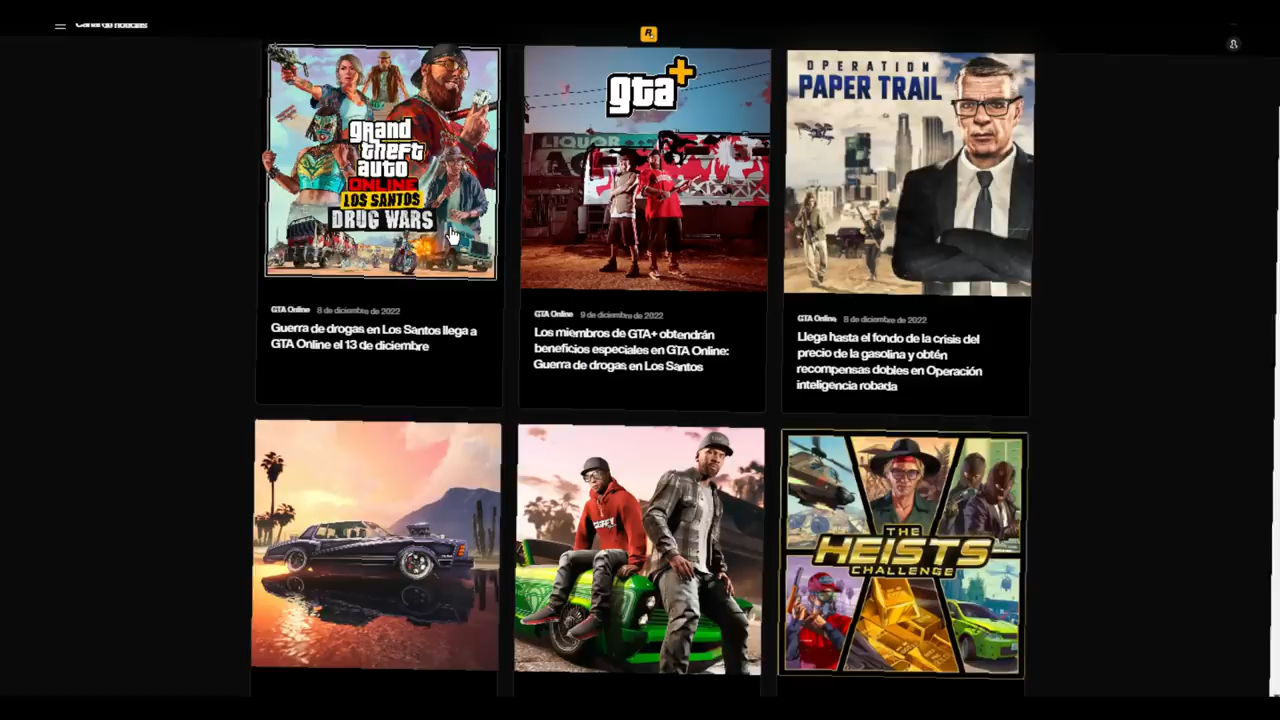 Canal de noticias
R
grand
theft
auto
ONLINE
LOS SANTOS
DRUG WARS
GTA Online 8 de diciembre de 2022
Guerra de drogas en Los Santos llega a
GTA Online el 13 de diciembre
gta+
LIQUOR
GTA Online 9 de diciembre de 2022
Los miembros de GTA+ obtendrán
beneficios especiales en GTA Online:
Guerra de drogas en Los Santos
OPERATION
PAPER TRAIL
GTA Online 8 de diciembre de 2022
Llega hasta el fondo de la crisis del
precio de la gasolina y obtén
recompensas dobles en Operación
inteligencia robada
THE
HEISTS
CHALLENGE